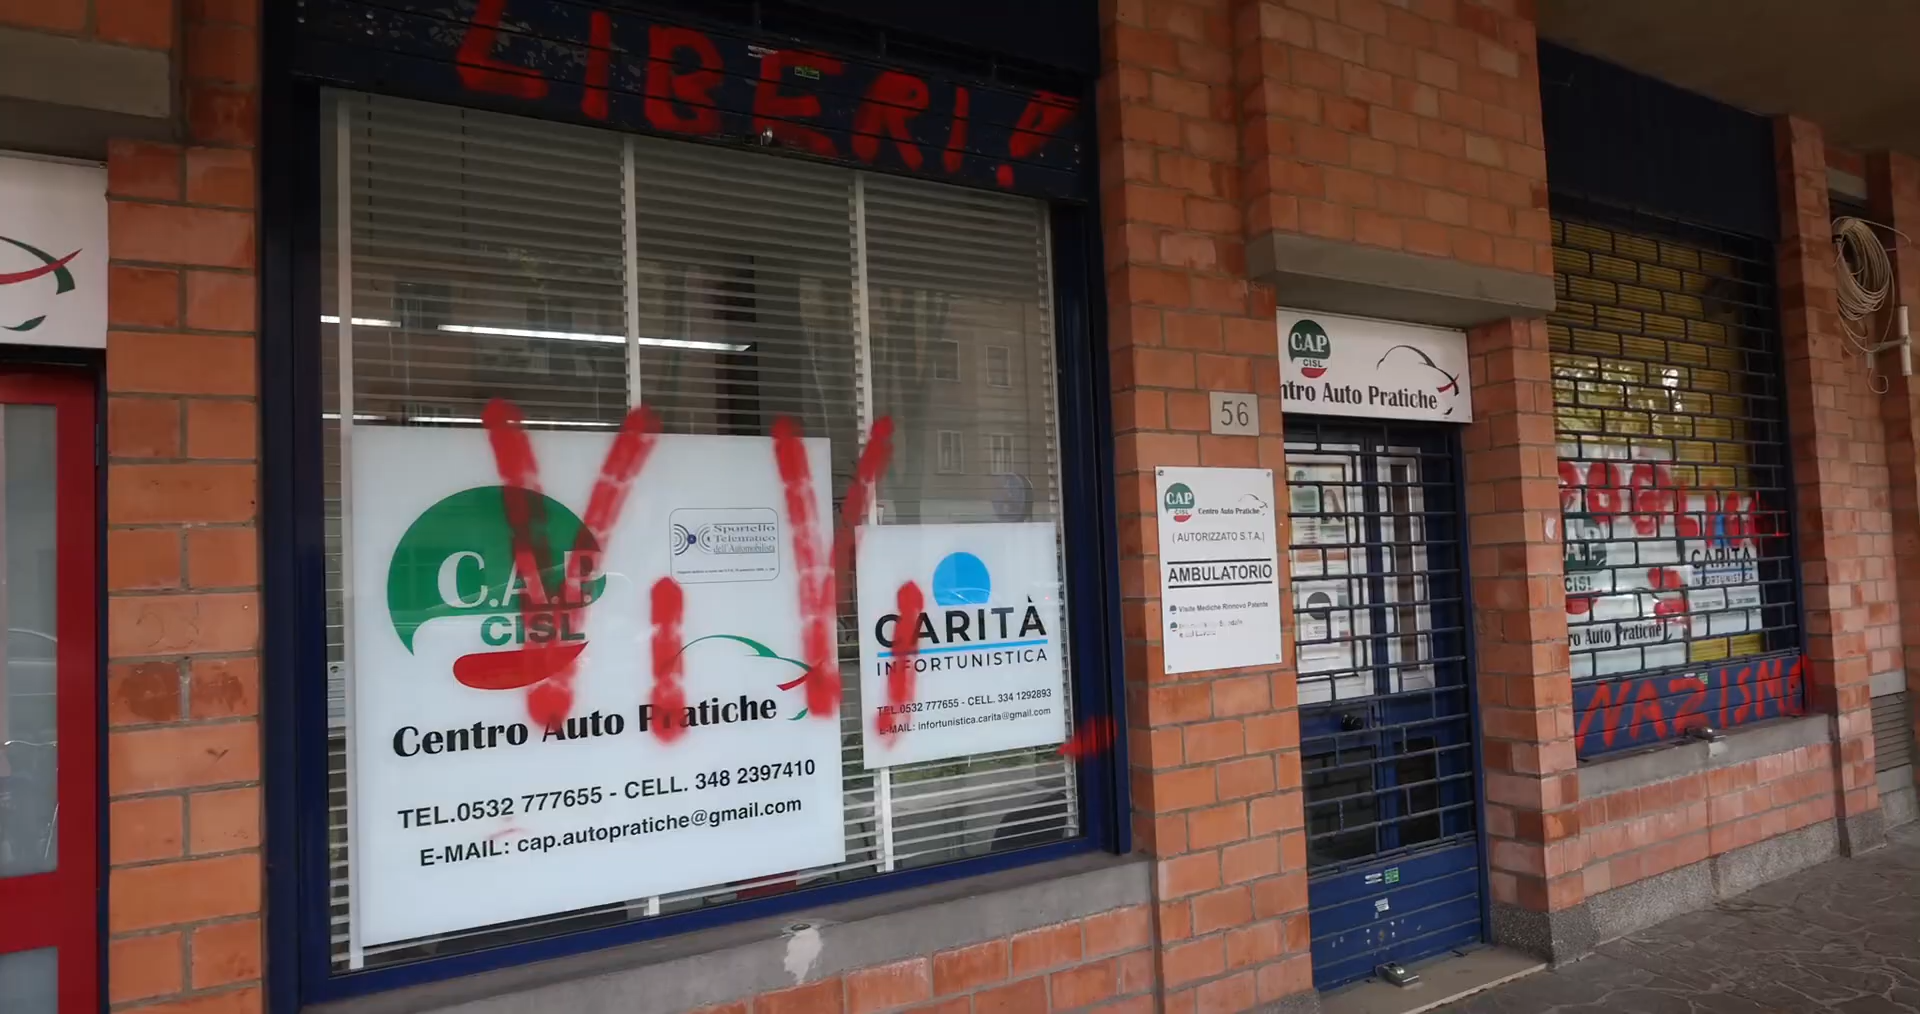 LIBERI!
V.V.
C.A.P.
CISL
Sportello
Telematico
dell'Automobilista
Centro Auto Pratiche
TEL.0532 777655 - CELL. 348 2397410
E-MAIL: cap.autopratiche@gmail.com
CARITÀ
INFORTUNISTICA
TEL.0532 777655 - CELL. 334 1292893
E-MAIL: infortunistica.carita@gmail.com
56
C.A.P.
CISL
Centro Auto Pratiche
( AUTORIZZATO S.T.A.)
AMBULATORIO
Visite Mediche Rinnovo Patente
C.A.P
CISL
ntro Auto Pratiche
CISL
CARITÀ
INFORTUNISTICA
ro Auto Pratiche
NAZISMO